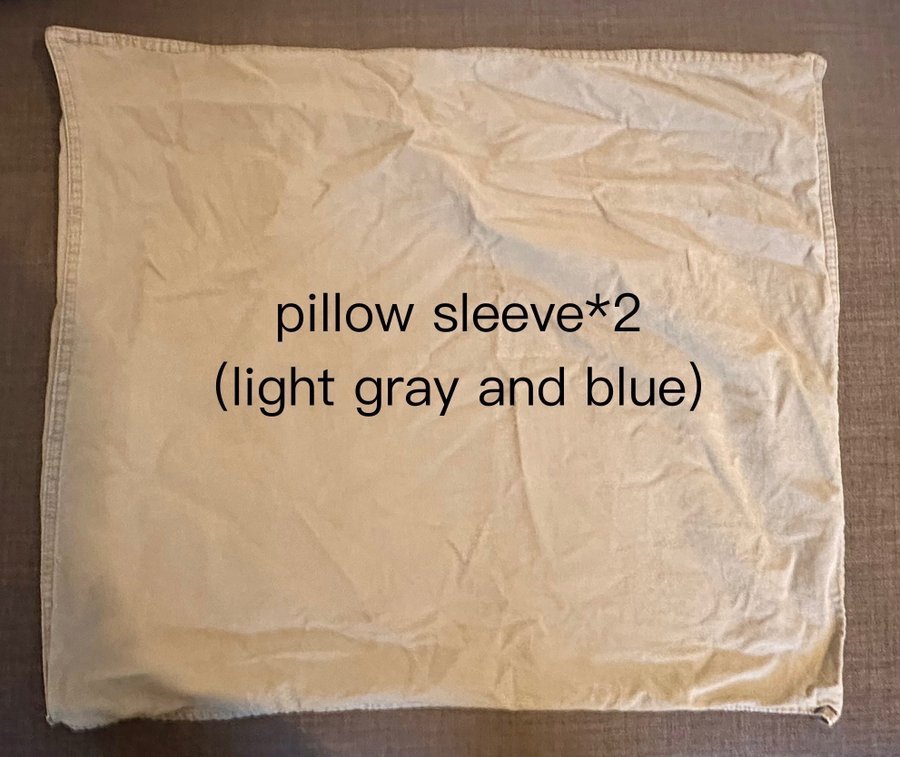 pillow sleeve*2
(light gray and blue)